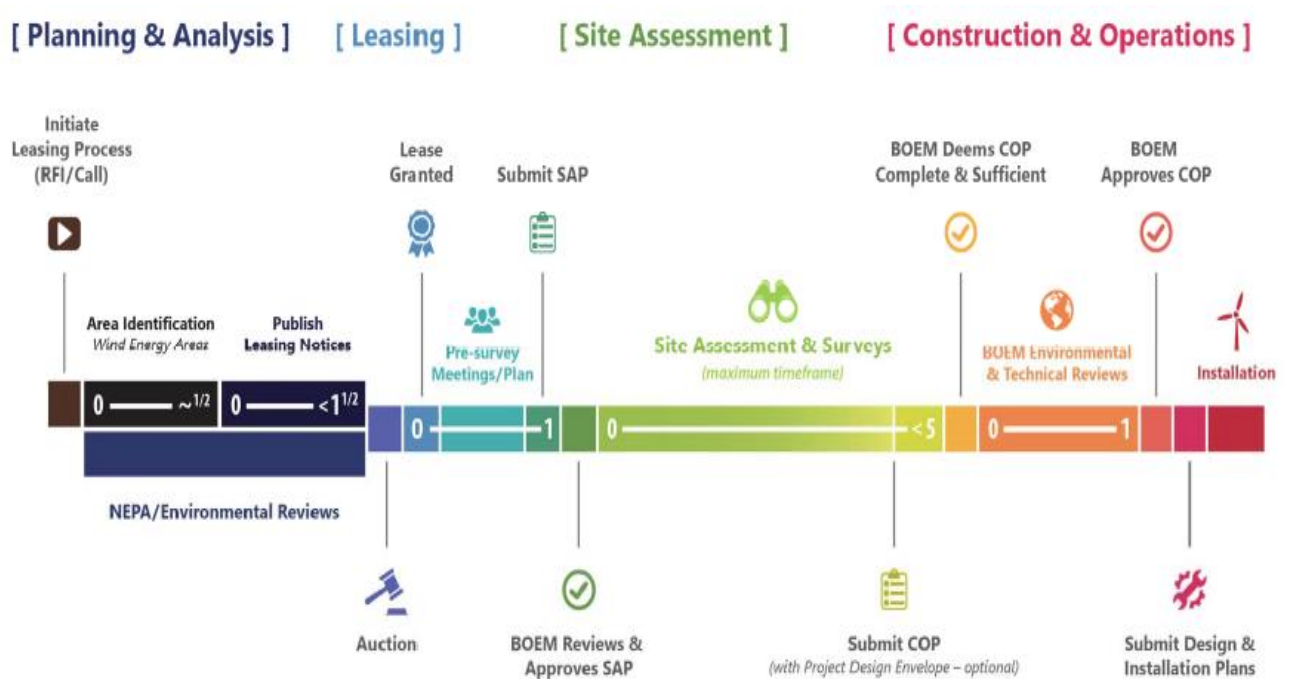 [ Planning & Analysis ] [ Leasing ] [ Site Assessment ] [ Construction & Operations ]
Initiate
Leasing Process
(RFI/Call)
Lease
Granted
Submit SAP
BOEM Deems COP
Complete & Sufficient
BOEM
Approves COP
Area Identification
Wind Energy Areas
Publish
Leasing Notices
Pre-survey
Meetings/Plan
Site Assessment & Surveys
(maximum timeframe)
BOEM Environmental
& Technical Reviews
Installation
0 ~1/2 0 <1 1/2
0 1 0 <5 0 1
NEPA/Environmental Reviews
Auction
BOEM Reviews &
Approves SAP
Submit COP
(with Project Design Envelope – optional)
Submit Design &
Installation Plans